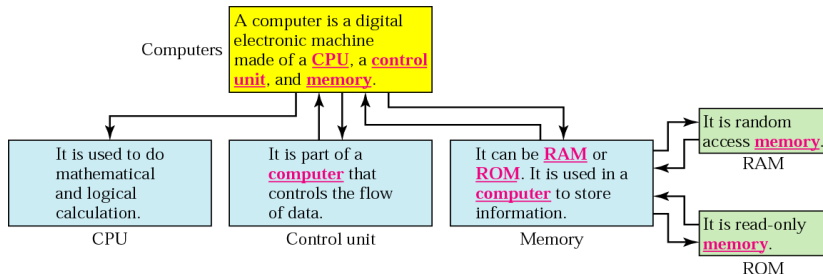 Computers
A computer is a digital
electronic machine
made of a CPU, a control
unit, and memory.
It is used to do
mathematical
and logical
calculation.
CPU
It is part of a
computer that
controls the flow
of data.
Control unit
It can be RAM or
ROM. It is used in a
computer to store
information.
Memory
It is random
access memory.
RAM
It is read-only
memory.
ROM